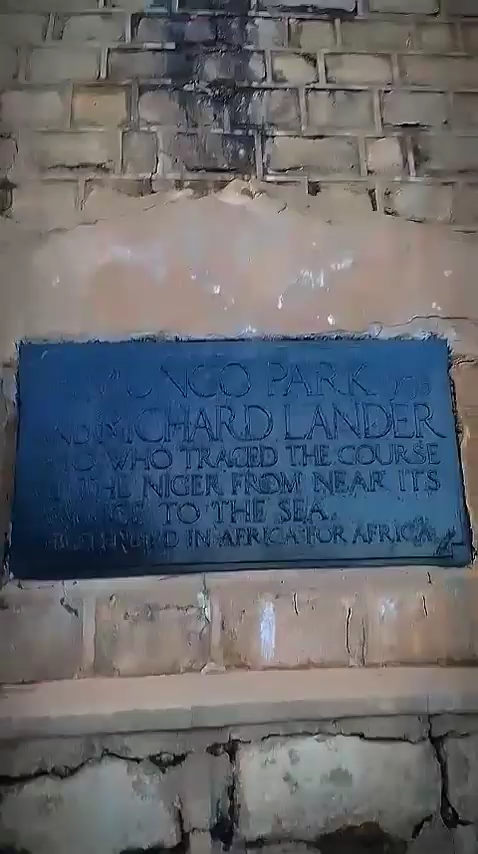 MUNGO PARK
RICHARD LANDER
WHO TRACED THE COURSE
THE NIGER FROM NEAR ITS
TO THE SEA.
IN AFRICA FOR AFRICA